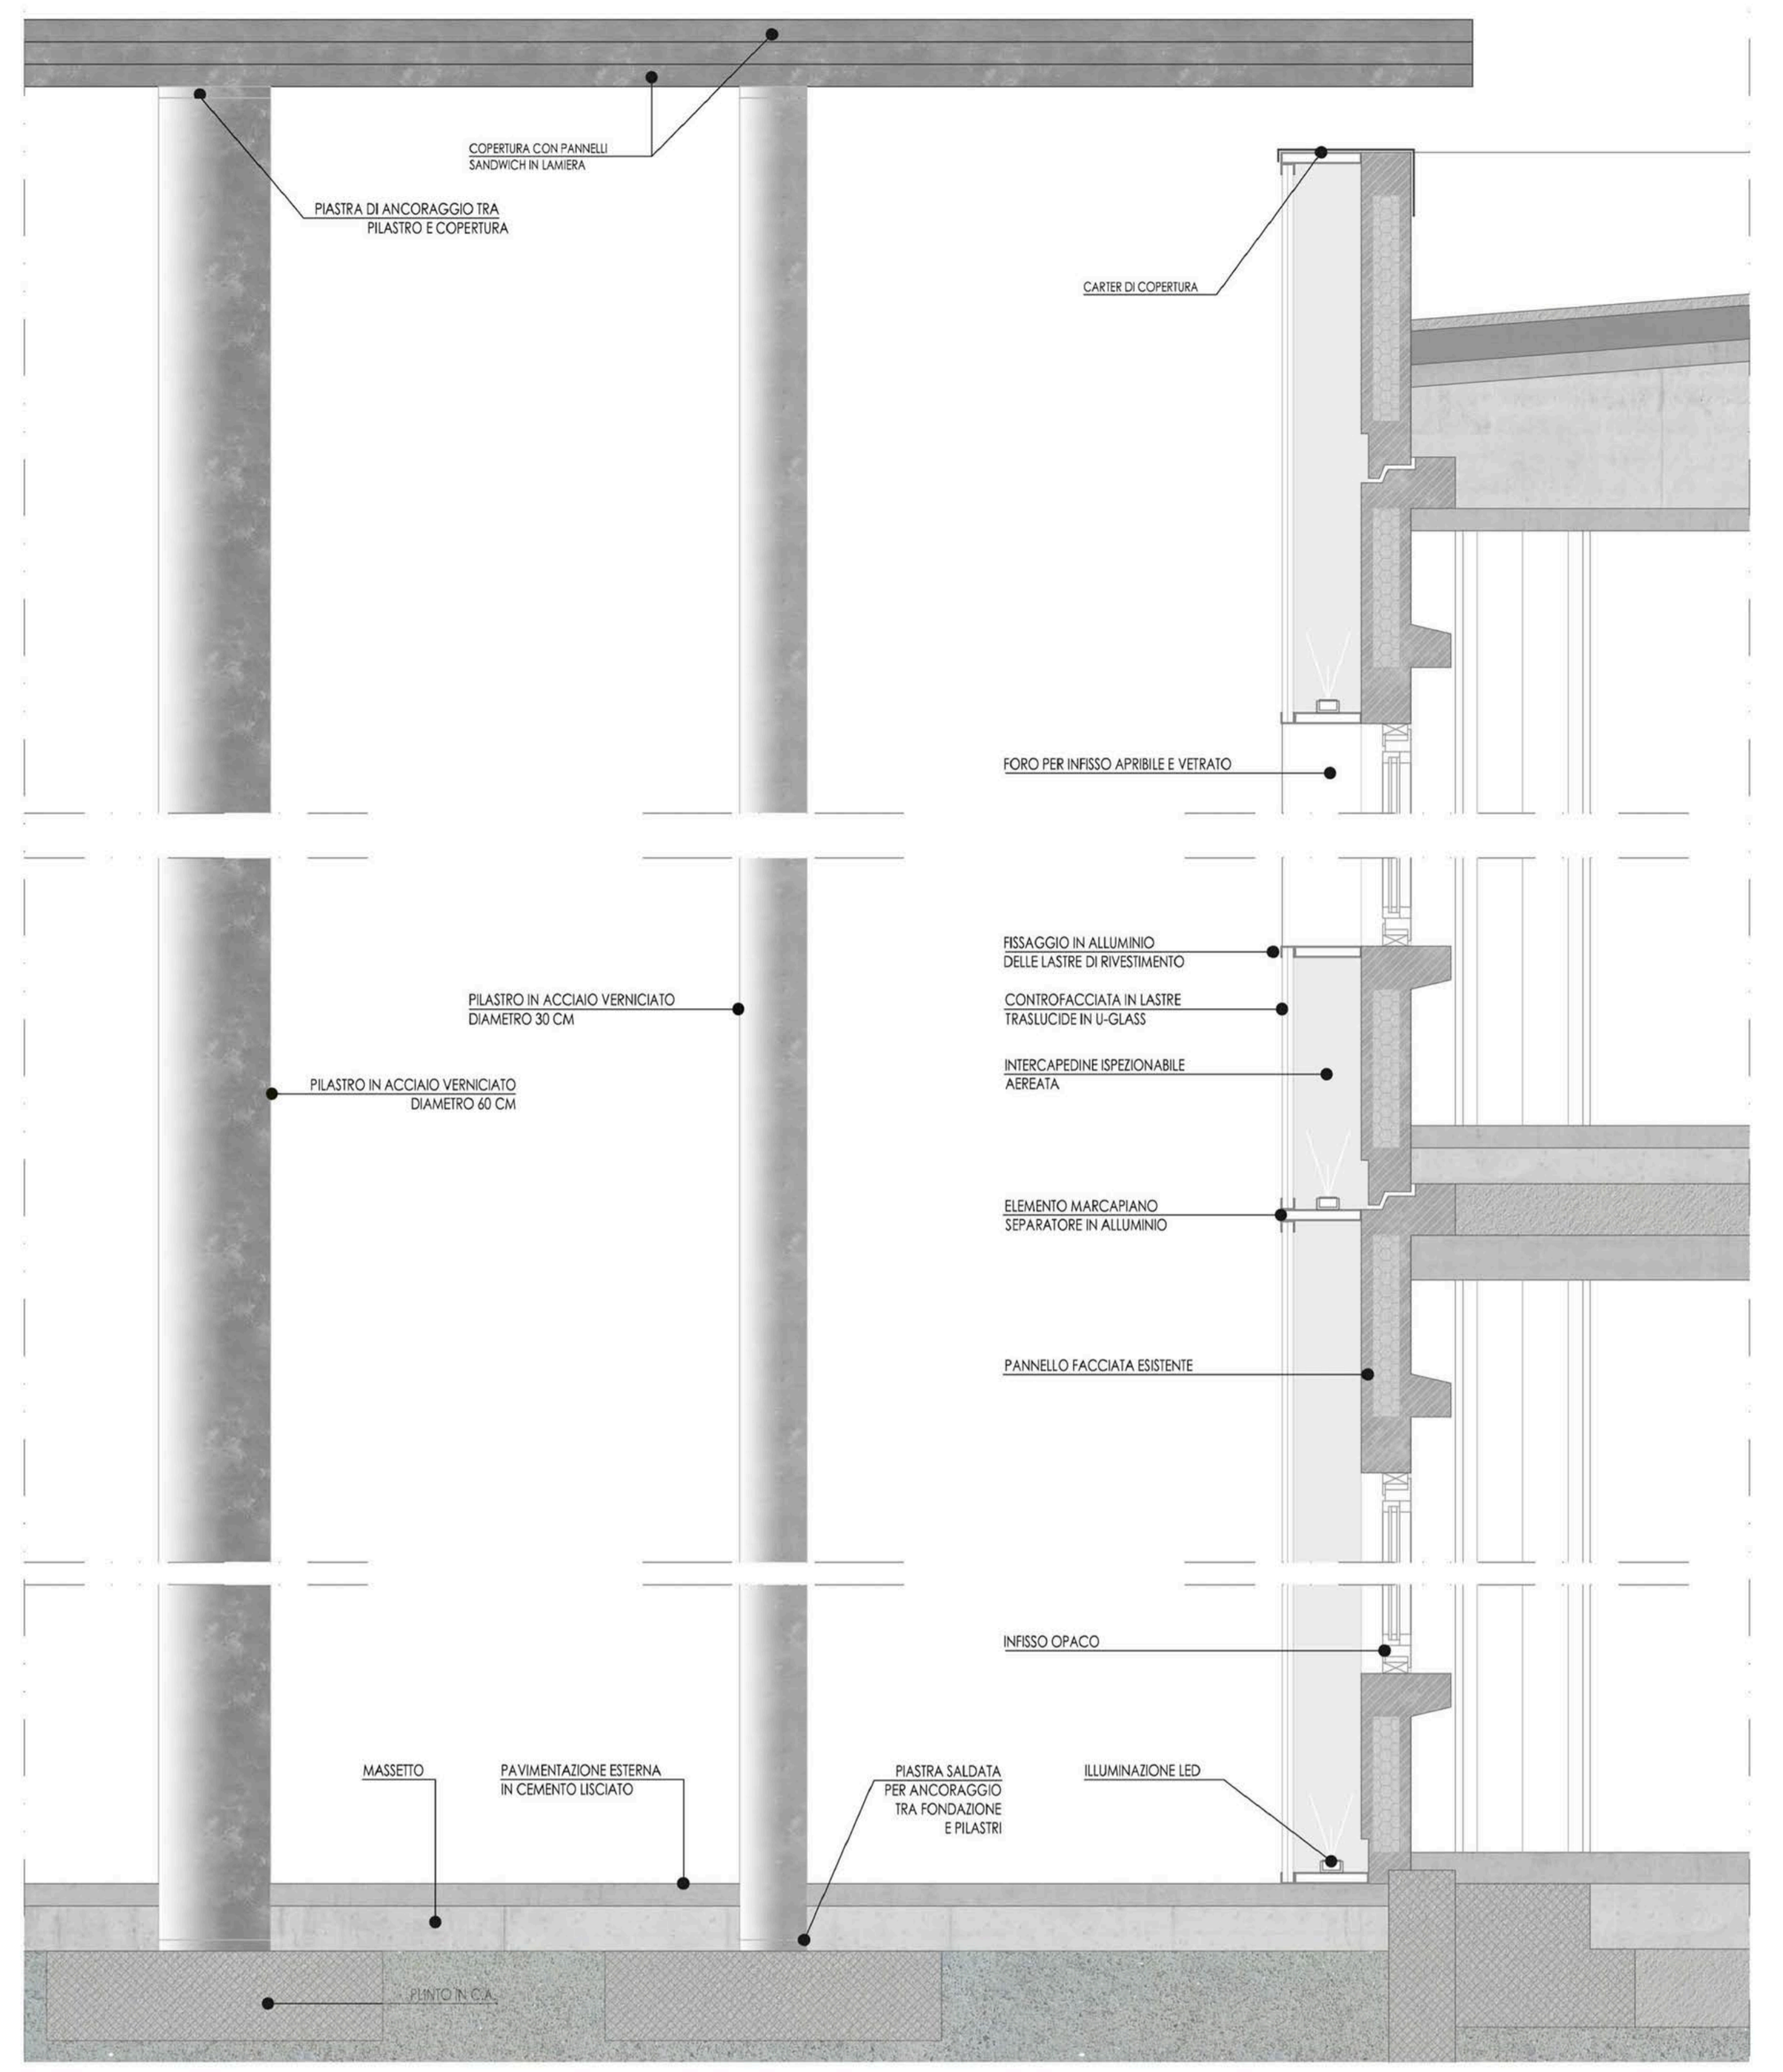 COPERTURA CON PANNELLI
SANDWICH IN LAMIERA
PIASTRA DI ANCORAGGIO TRA
PILASTRO E COPERTURA
CARTER DI COPERTURA
FORO PER INFISSO APRIBILE E VETRATO
FISSAGGIO IN ALLUMINIO
DELLE LASTRE DI RIVESTIMENTO
PILASTRO IN ACCIAIO VERNICIATO
DIAMETRO 30 CM
CONTROFACCIATA IN LASTRE
TRASLUCIDE IN U-GLASS
INTERCAPEDINE ISPEZIONABILE
AEREATA
PILASTRO IN ACCIAIO VERNICIATO
DIAMETRO 60 CM
ELEMENTO MARCAPIANO
SEPARATORE IN ALLUMINIO
PANNELLO FACCIATA ESISTENTE
INFISSO OPACO
MASSETTO
PAVIMENTAZIONE ESTERNA
IN CEMENTO LISCIATO
PIASTRA SALDATA
PER ANCORAGGIO
TRA FONDAZIONE
E PILASTRI
ILLUMINAZIONE LED
PLINTO IN C.A.